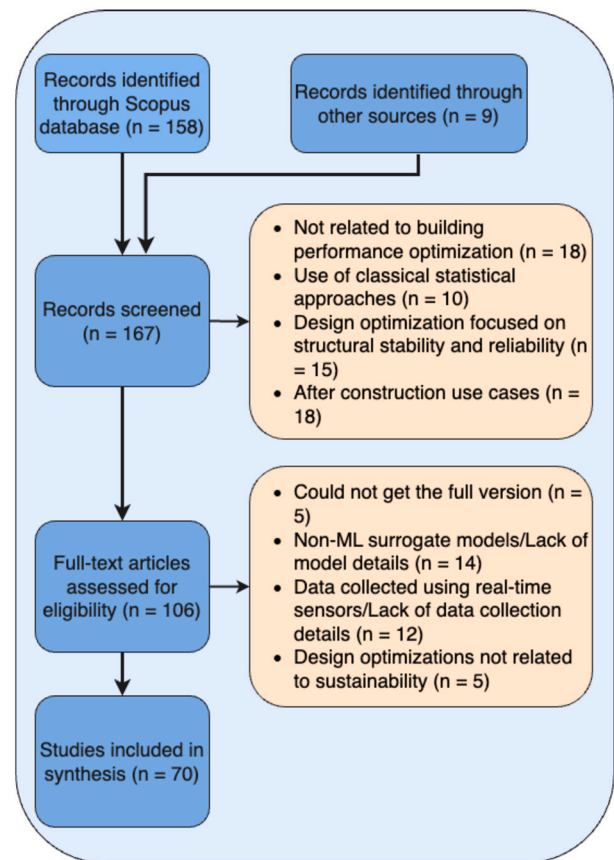 Records identified
through Scopus
database (n = 158)
Records identified through
other sources (n = 9)
Records screened
(n = 167)
• Not related to building
performance optimization (n = 18)
• Use of classical statistical
approaches (n = 10)
• Design optimization focused on
structural stability and reliability (n
= 15)
• After construction use cases (n =
18)
Full-text articles
assessed for
eligibility (n = 106)
• Could not get the full version (n =
5)
• Non-ML surrogate models/Lack of
model details (n = 14)
• Data collected using real-time
sensors/Lack of data collection
details (n = 12)
• Design optimizations not related
to sustainability (n = 5)
Studies included in
synthesis (n = 70)